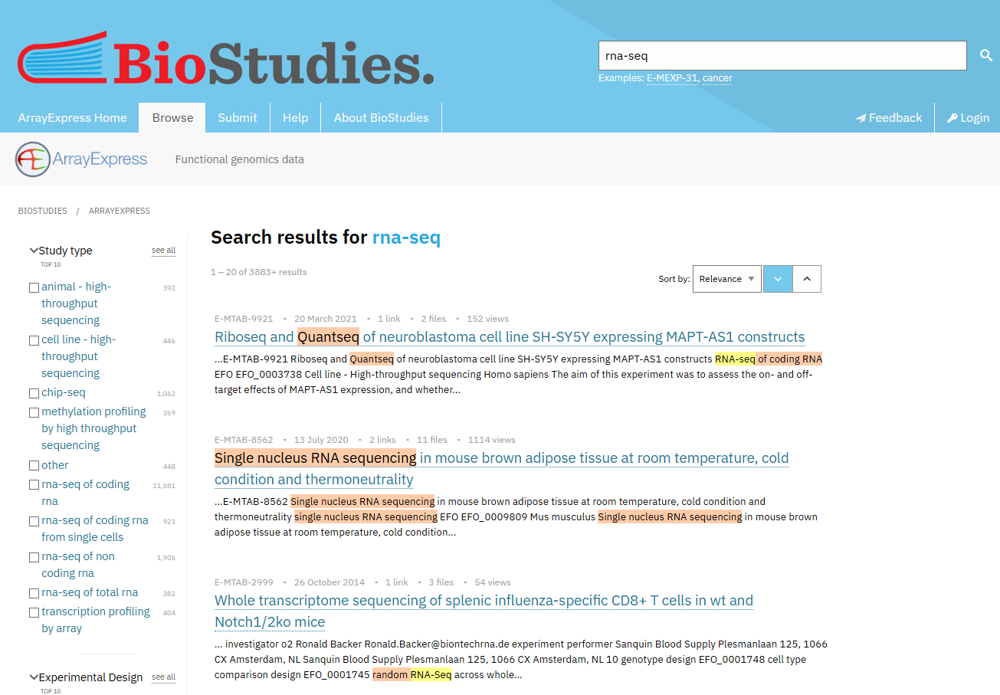 BioStudies.
rna-seq
Examples: E-MEXP-31, cancer
ArrayExpress Home Browse Submit Help About BioStudies Feedback Login
ArrayExpress Functional genomics data
BIOSTUDIES / ARRAYEXPRESS
Study type see all
TOP 10
animal - high-throughput sequencing 392
cell line - high-throughput sequencing 446
chip-seq 1,062
methylation profiling by high throughput sequencing 269
other 448
rna-seq of coding rna 11,581
rna-seq of coding rna from single cells 923
rna-seq of non coding rna 1,905
rna-seq of total rna 382
transcription profiling by array 404
Experimental Design see all
TOP 10
Search results for rna-seq
1 – 20 of 3883+ results
Sort by: Relevance
E-MTAB-9921 · 20 March 2021 · 1 link · 2 files · 152 views
Riboseq and Quantseq of neuroblastoma cell line SH-SY5Y expressing MAPT-AS1 constructs
...E-MTAB-9921 Riboseq and Quantseq of neuroblastoma cell line SH-SY5Y expressing MAPT-AS1 constructs RNA-seq of coding RNA
EFO EFO_0003738 Cell line - High-throughput sequencing Homo sapiens The aim of this experiment was to assess the on- and off-
target effects of MAPT-AS1 expression, and whether...
E-MTAB-8562 · 13 July 2020 · 2 links · 11 files · 1114 views
Single nucleus RNA sequencing in mouse brown adipose tissue at room temperature, cold
condition and thermoneutrality
...E-MTAB-8562 Single nucleus RNA sequencing in mouse brown adipose tissue at room temperature, cold condition and
thermoneutrality single nucleus RNA sequencing EFO EFO_0009809 Mus musculus Single nucleus RNA sequencing in mouse brown
adipose tissue at room temperature, cold condition...
E-MTAB-2999 · 26 October 2014 · 1 link · 3 files · 54 views
Whole transcriptome sequencing of splenic influenza-specific CD8+ T cells in wt and
Notch1/2ko mice
... investigator o2 Ronald Backer Ronald.Backer@biontechrna.de experiment performer Sanquin Blood Supply Plesmanlaan 125, 1066
CX Amsterdam, NL Sanquin Blood Supply Plesmanlaan 125, 1066 CX Amsterdam, NL 10 genotype design EFO_0001748 cell type
comparison design EFO_0001745 random RNA-Seq across whole...